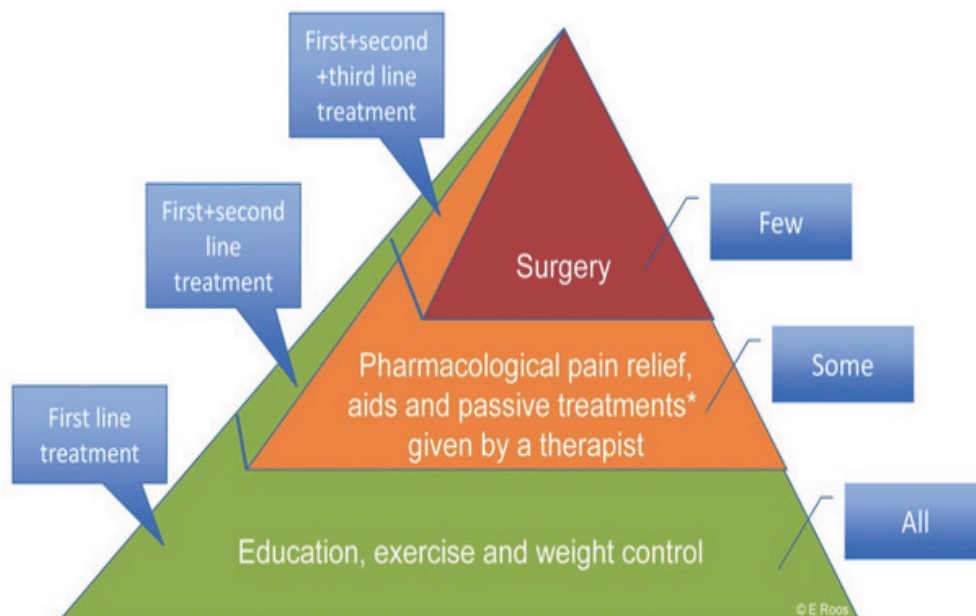 First+second
+third line
treatment
First+second
line
treatment
First line
treatment
Surgery
Pharmacological pain relief,
aids and passive treatments*
given by a therapist
Education, exercise and weight control
Few
Some
All
© E Roos